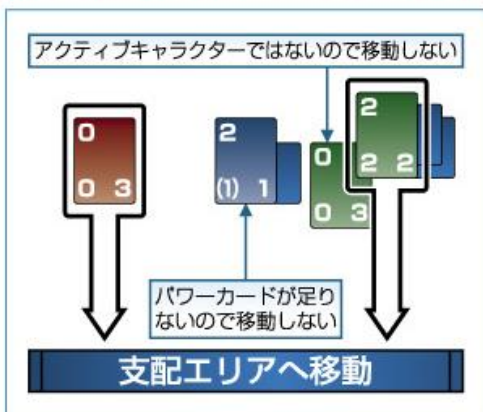 アクティブキャラクターではないので移動しない
0
0 3
2
(1) 1
0
0 3
2
2 2
パワーカードが足り
ないので移動しない
支配エリアへ移動